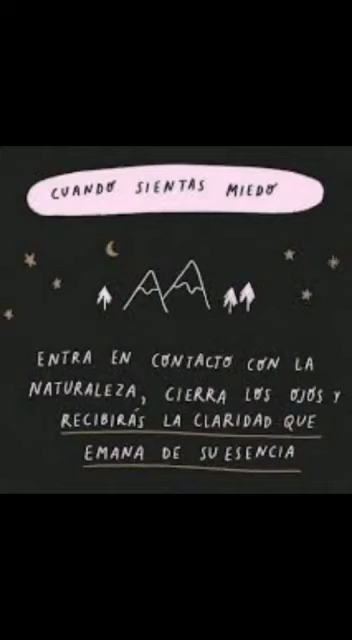 CUANDO SIENTAS MIEDO
ENTRA EN CONTACTO CON LA
NATURALEZA, CIERRA LOS OJOS Y
RECIBIRÁS LA CLARIDAD QUE
EMANA DE SU ESENCIA